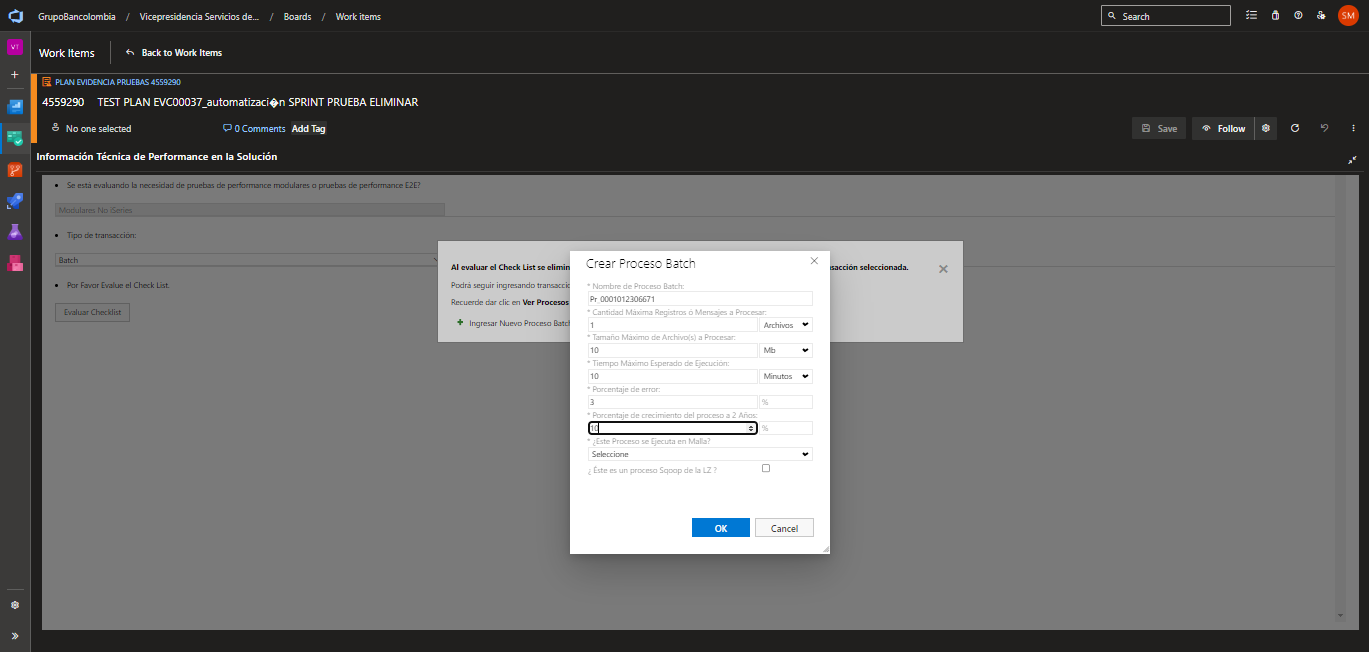 GrupoBancolombia / Vicepresidencia Servicios de... / Boards / Work items
Search
SM
VT
Work Items
Back to Work Items
PLAN EVIDENCIA PRUEBAS 4559290
4559290 TEST PLAN EVC00037_automatizaci�n SPRINT PRUEBA ELIMINAR
No one selected
0 Comments
Add Tag
Save
Follow
Información Técnica de Performance en la Solución
Se está evaluando la necesidad de pruebas de performance modulares o pruebas de performance E2E?
Modulares No iSeries
Tipo de transacción:
Batch
Por Favor Evalue el Check List.
Evaluar Checklist
Al evaluar el Check List se elimin
sacción seleccionada.
Podrá seguir ingresando transacció
Recuerde dar clic en Ver Procesos
Ingresar Nuevo Proceso Batch
Crear Proceso Batch
* Nombre de Proceso Batch:
Pr_0001012306671
* Cantidad Máxima Registros ó Mensajes a Procesar:
1 Archivos
* Tamaño Máximo de Archivo(s) a Procesar:
10 Mb
* Tiempo Máximo Esperado de Ejecución:
10 Minutos
* Porcentaje de error:
3 %
* Porcentaje de crecimiento del proceso a 2 Años:
10 %
* ¿Este Proceso se Ejecuta en Malla?
Seleccione
¿ Éste es un proceso Sqoop de la LZ ?
OK
Cancel